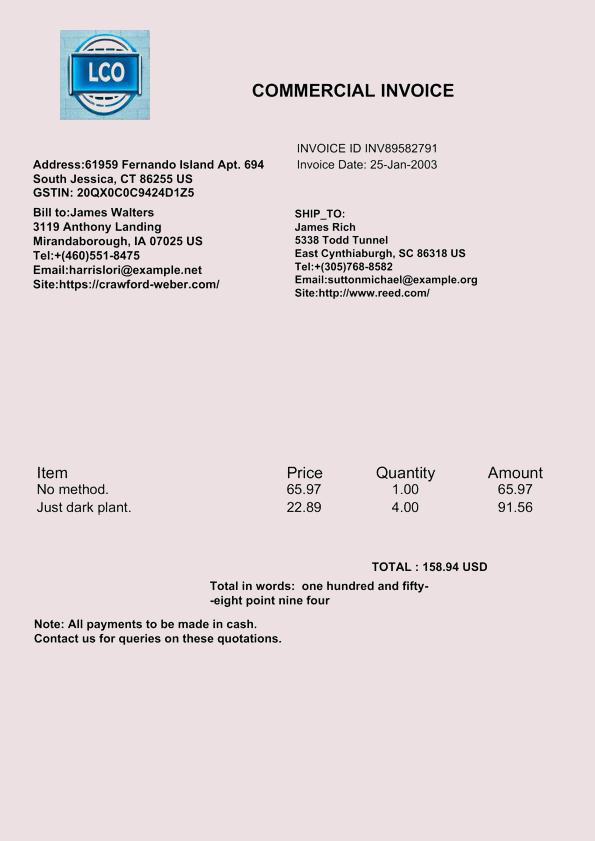 LCO
COMMERCIAL INVOICE
INVOICE ID INV89582791
Invoice Date: 25-Jan-2003
Address:61959 Fernando Island Apt. 694
South Jessica, CT 86255 US
GSTIN: 20QX0C0C9424D1Z5
Bill to:James Walters
3119 Anthony Landing
Mirandaborough, IA 07025 US
Tel:+(460)551-8475
Email:harrislori@example.net
Site:https://crawford-weber.com/
SHIP_TO:
James Rich
5338 Todd Tunnel
East Cynthiaburgh, SC 86318 US
Tel:+(305)768-8582
Email:suttonmichael@example.org
Site:http://www.reed.com/
Item Price Quantity Amount
No method. 65.97 1.00 65.97
Just dark plant. 22.89 4.00 91.56
TOTAL : 158.94 USD
Total in words: one hundred and fifty-
-eight point nine four
Note: All payments to be made in cash.
Contact us for queries on these quotations.